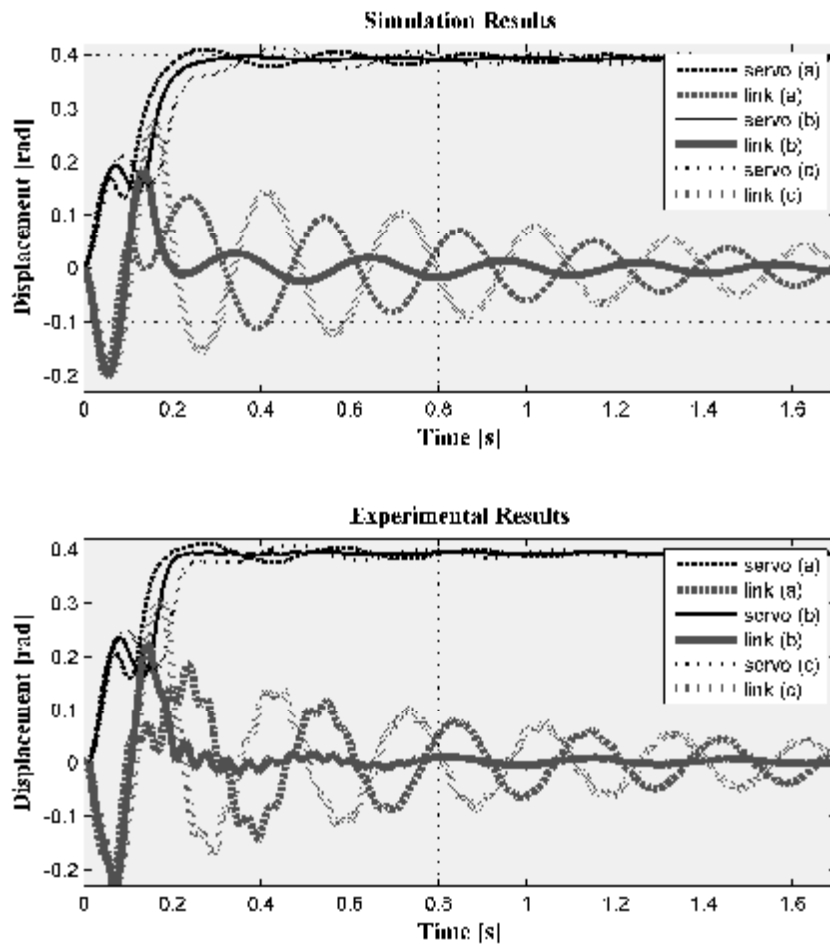 Simulation Results
Displacement [rad]
0.4
0.3
0.2
0.1
0
-0.1
-0.2
0
0.2
0.4
0.6
0.8
1
1.2
1.4
1.6
Time [s]
servo (a)
link (a)
servo (b)
link (b)
servo (c)
link (c)
Experimental Results
Displacement [rad]
0.4
0.3
0.2
0.1
0
-0.1
-0.2
0
0.2
0.4
0.6
0.8
1
1.2
1.4
1.6
Time [s]
servo (a)
link (a)
servo (b)
link (b)
servo (c)
link (c)